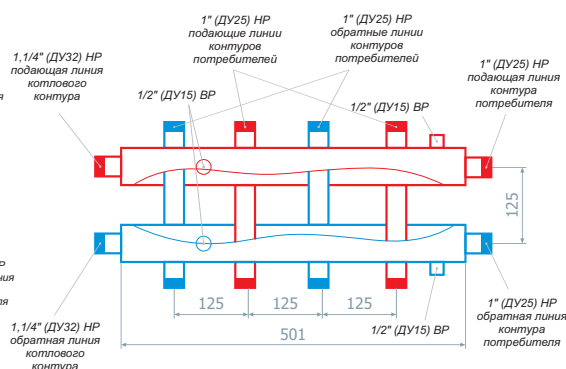 1" (ДУ25) НР
подающие линии
контуров
потребителей
1" (ДУ25) НР
обратные линии
контуров
потребителей
1,1/4" (ДУ32) НР
подающая линия
котлового
контура
1" (ДУ25) НР
подающая линия
контура
потребителя
1/2" (ДУ15) ВР
1/2" (ДУ15) ВР
125
125
125
125
501
1/2" (ДУ15) ВР
1,1/4" (ДУ32) НР
обратная линия
котлового
контура
1" (ДУ25) НР
обратная линия
контура
потребителя